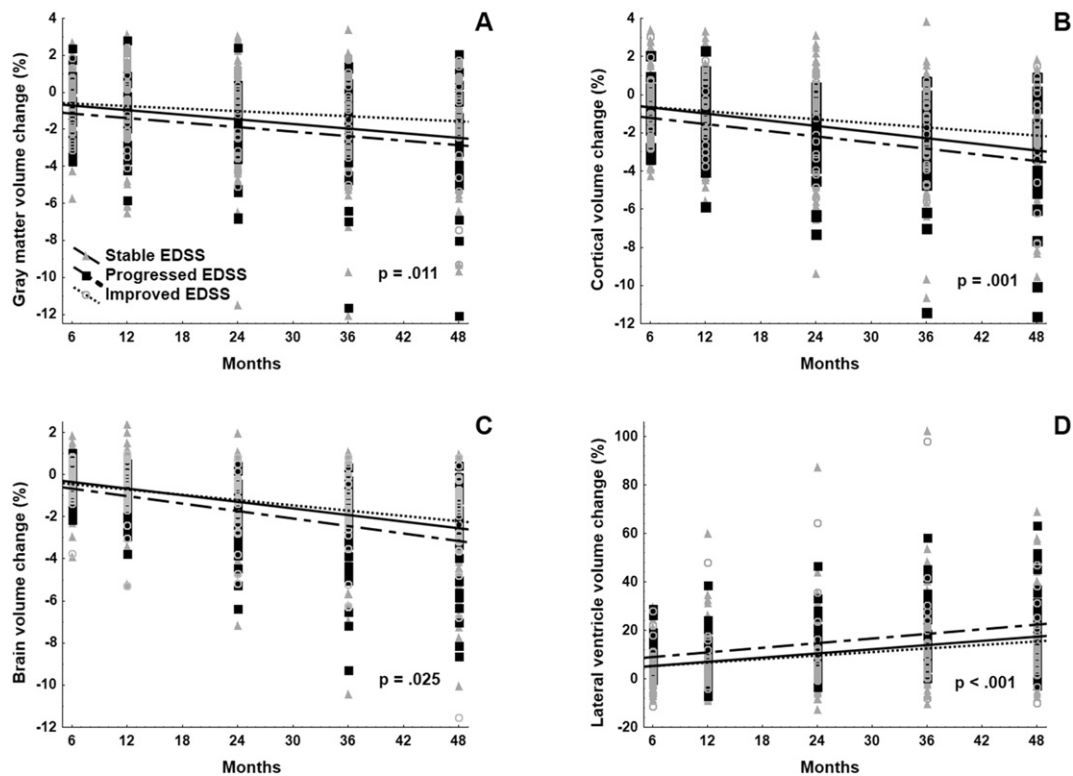 A
Gray matter volume change (%)
4
2
0
-2
-4
-6
-8
-10
-12
Stable EDSS
Progressed EDSS
Improved EDSS
p = .011
6 12 18 24 30 36 42 48
Months
B
Cortical volume change (%)
4
2
0
-2
-4
-6
-8
-10
-12
p = .001
6 12 18 24 30 36 42 48
Months
C
Brain volume change (%)
2
0
-2
-4
-6
-8
-10
-12
p = .025
6 12 18 24 30 36 42 48
Months
D
Lateral ventricle volume change (%)
100
80
60
40
20
0
-20
p < .001
6 12 18 24 30 36 42 48
Months